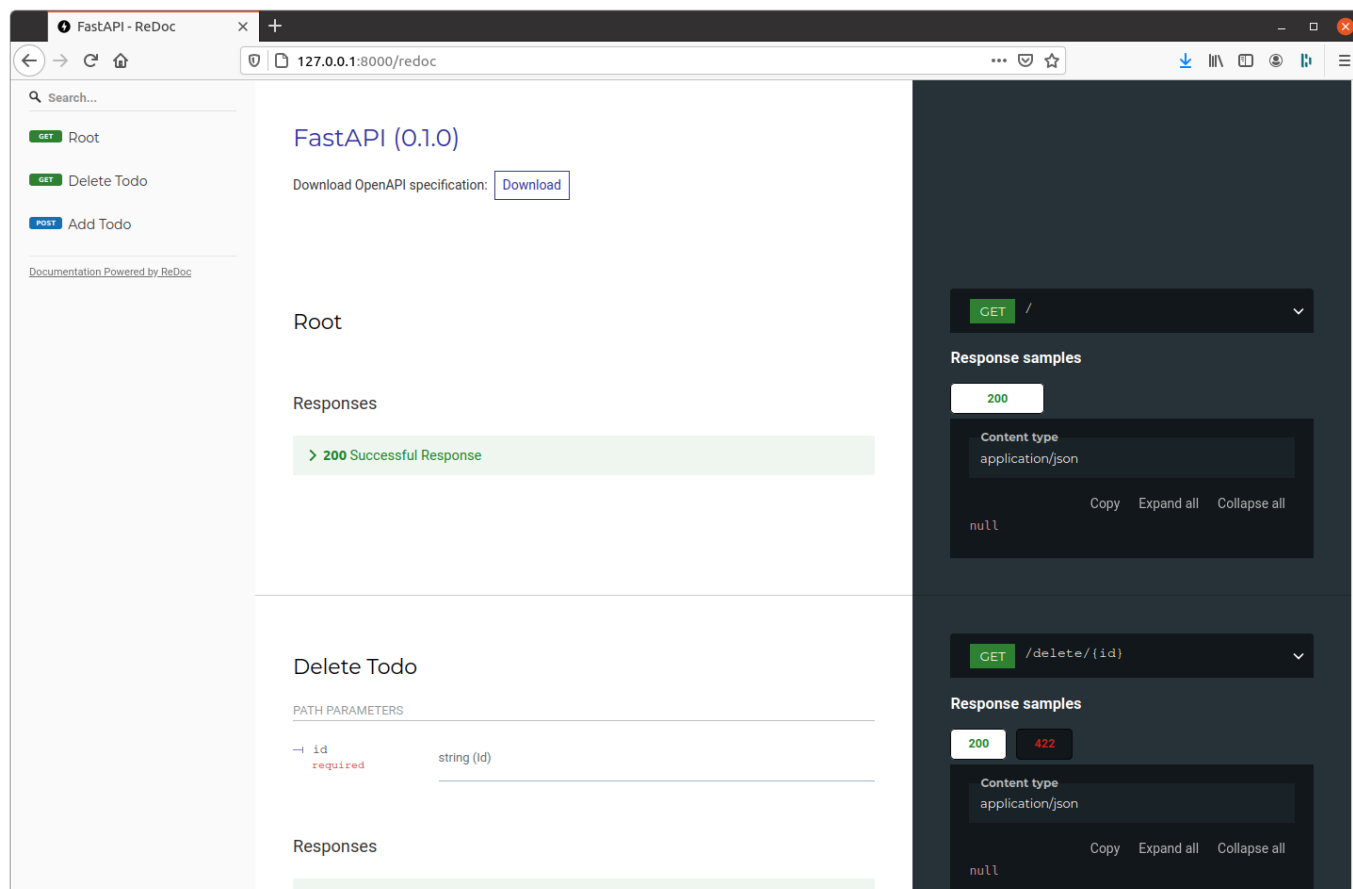 FastAPI - ReDoc
127.0.0.1:8000/redoc
Search...
GET Root
GET Delete Todo
POST Add Todo
Documentation Powered by ReDoc
FastAPI (0.1.0)
Download OpenAPI specification: Download
Root
Responses
200 Successful Response
GET /
Response samples
200
Content type
application/json
Copy Expand all Collapse all
null
Delete Todo
PATH PARAMETERS
id
required
string (Id)
Responses
GET /delete/{id}
Response samples
200 422
Content type
application/json
Copy Expand all Collapse all
null